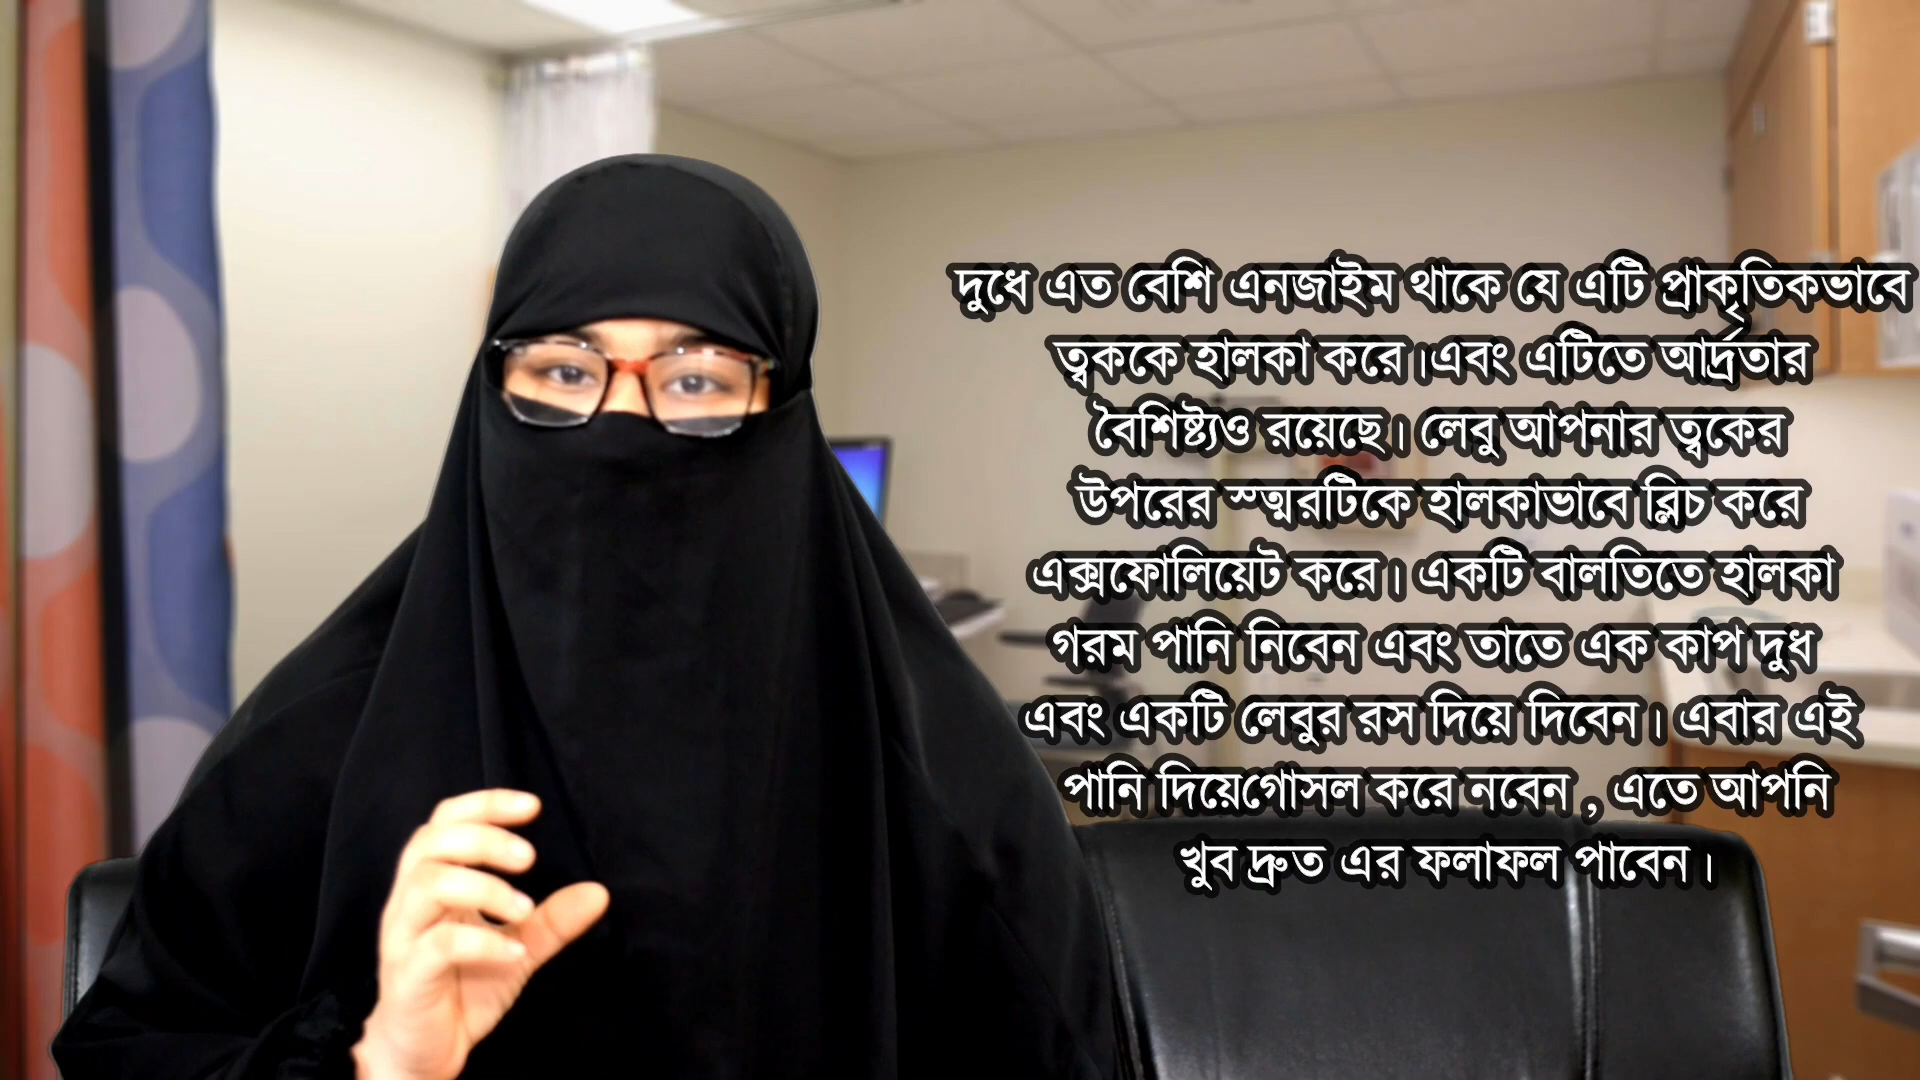 দুধে এত বেশি এনজাইম থাকে যে এটি প্রাকৃতিকভাবে
ত্বককে হালকা করে।এবং এটিতে আর্দ্রতার
বৈশিষ্ট্যও রয়েছে। লেবু আপনার ত্বকের
উপরের স্ত্মরটিকে হালকাভাবে ব্লিচ করে
এক্সফোলিয়েট করে। একটি বালতিতে হালকা
গরম পানি নিবেন এবং তাতে এক কাপ দুধ
এবং একটি লেবুর রস দিয়ে দিবেন। এবার এই
পানি দিয়েগোসল করে নবেন , এতে আপনি
খুব দ্রুত এর ফলাফল পাবেন।